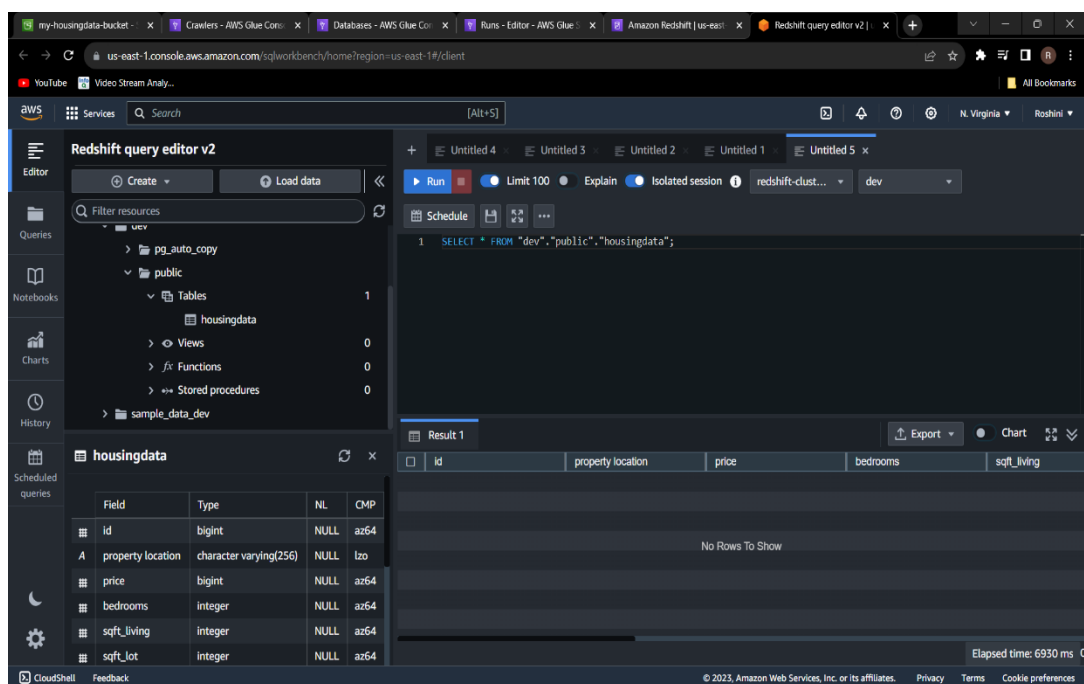 my-housingdata-bucket - S
Crawlers - AWS Glue Cons
Databases - AWS Glue Con
Runs - Editor - AWS Glue S
Amazon Redshift | us-east-
Redshift query editor v2 |
us-east-1.console.aws.amazon.com/sqlworkbench/home?region=us-east-1#/client
R
YouTube
Video Stream Analy...
All Bookmarks
aws
Services
Search
[Alt+S]
N. Virginia
Roshini
Editor
Queries
Notebooks
Charts
History
Scheduled
queries
Redshift query editor v2
Create
Load data
Filter resources
dev
pg_auto_copy
public
Tables 1
housingdata
Views 0
fx Functions 0
Stored procedures 0
sample_data_dev
housingdata
Field Type NL CMP
id bigint NULL az64
A property location character varying(256) NULL lzo
price bigint NULL az64
bedrooms integer NULL az64
sqft_living integer NULL az64
sqft_lot integer NULL az64
+ Untitled 4 Untitled 3 Untitled 2 Untitled 1 Untitled 5
Run Limit 100 Explain Isolated session redshift-clust... dev
Schedule
1 SELECT * FROM "dev"."public"."housingdata";
Result 1
Export
Chart
id property location price bedrooms sqft_living
No Rows To Show
Elapsed time: 6930 ms
CloudShell Feedback
© 2023, Amazon Web Services, Inc. or its affiliates. Privacy Terms Cookie preferences